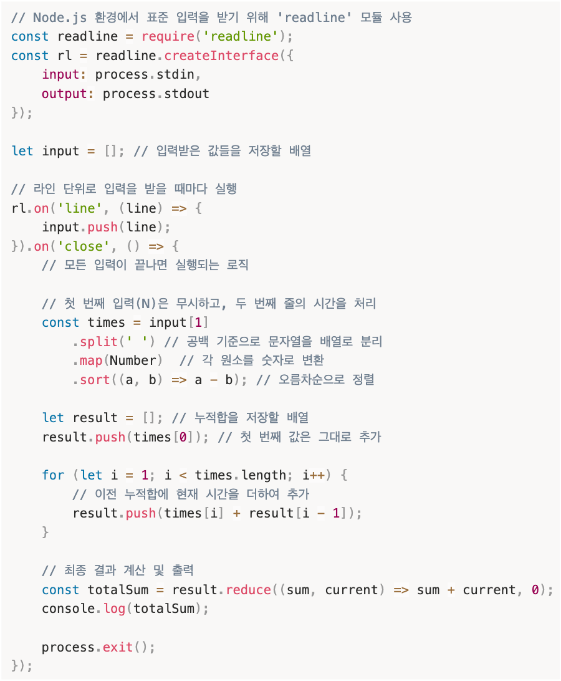 // Node.js 환경에서 표준 입력을 받기 위해 'readline' 모듈 사용
const readline = require('readline');
const rl = readline.createInterface({
    input: process.stdin,
    output: process.stdout
});

let input = []; // 입력받은 값들을 저장할 배열

// 라인 단위로 입력을 받을 때마다 실행
rl.on('line', (line) => {
    input.push(line);
}).on('close', () => {
    // 모든 입력이 끝나면 실행되는 로직

    // 첫 번째 입력(N)은 무시하고, 두 번째 줄의 시간을 처리
    const times = input[1]
        .split(' ') // 공백 기준으로 문자열을 배열로 분리
        .map(Number)  // 각 원소를 숫자로 변환
        .sort((a, b) => a - b); // 오름차순으로 정렬

    let result = []; // 누적합을 저장할 배열
    result.push(times[0]); // 첫 번째 값은 그대로 추가

    for (let i = 1; i < times.length; i++) {
        // 이전 누적합에 현재 시간을 더하여 추가
        result.push(times[i] + result[i - 1]);
    }

    // 최종 결과 계산 및 출력
    const totalSum = result.reduce((sum, current) => sum + current, 0);
    console.log(totalSum);

    process.exit();
});